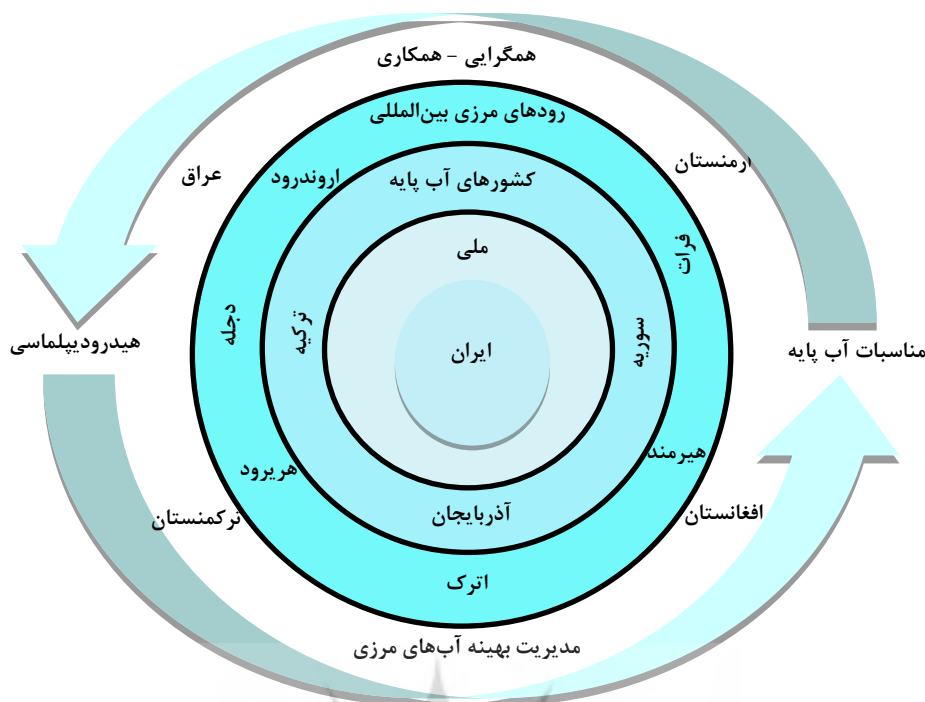 همگرایی - همکاری
رودهای مرزی بین‌المللی
ارمنستان
عراق
اروندرود
کشورهای آب پایه
فرات
ملی
دجله
ترکیه
سوریه
هیدرودیپلماسی
ایران
مناسبات آب پایه
هیرمند
هریرود
افغانستان
ترکمنستان
آذربایجان
اترک
مدیریت بهینه آب‌های مرزی